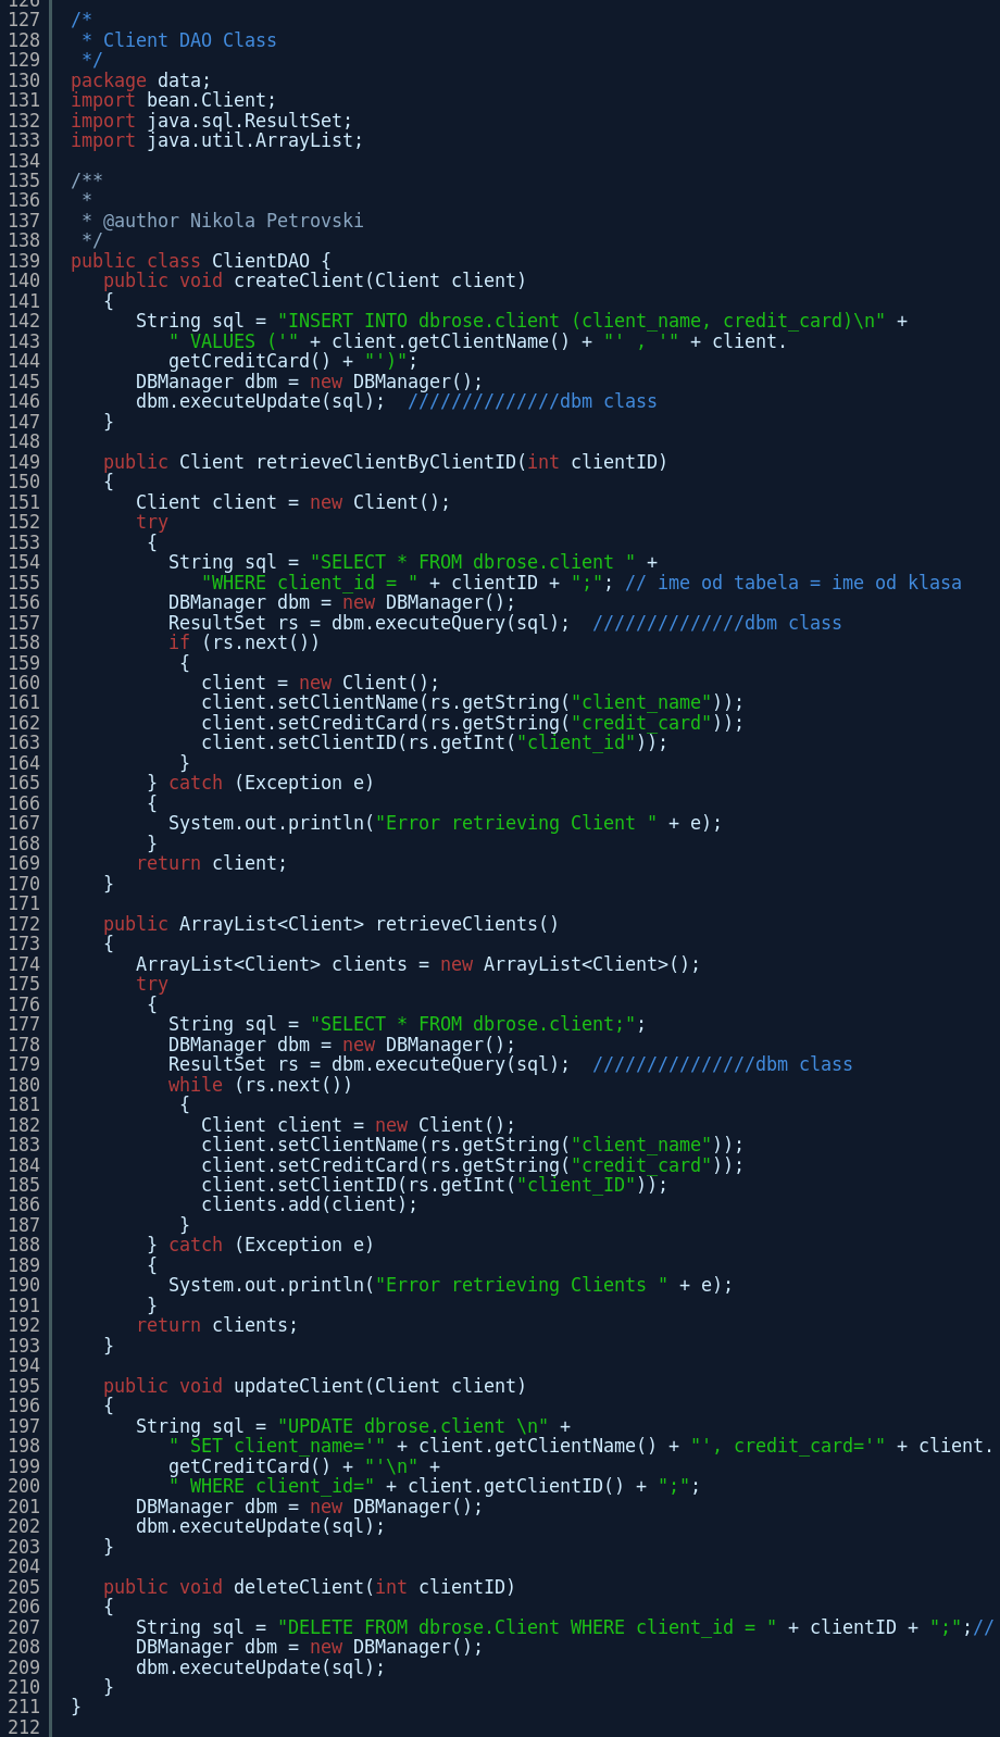 126
127 /*
128  * Client DAO Class
129  */
130 package data;
131 import bean.Client;
132 import java.sql.ResultSet;
133 import java.util.ArrayList;
134
135 /**
136  *
137  * @author Nikola Petrovski
138  */
139 public class ClientDAO {
140    public void createClient(Client client)
141    {
142       String sql = "INSERT INTO dbrose.client (client_name, credit_card)\n" +
143          " VALUES ('" + client.getClientName() + "' , '" + client.
144          getCreditCard() + "')";
145       DBManager dbm = new DBManager();
146       dbm.executeUpdate(sql);  //////////////dbm class
147    }
148
149    public Client retrieveClientByClientID(int clientID)
150    {
151       Client client = new Client();
152       try
153        {
154          String sql = "SELECT * FROM dbrose.client " +
155             "WHERE client_id = " + clientID + ";"; // ime od tabela = ime od klasa
156          DBManager dbm = new DBManager();
157          ResultSet rs = dbm.executeQuery(sql);  //////////////dbm class
158          if (rs.next())
159           {
160             client = new Client();
161             client.setClientName(rs.getString("client_name"));
162             client.setCreditCard(rs.getString("credit_card"));
163             client.setClientID(rs.getInt("client_id"));
164           }
165        } catch (Exception e)
166        {
167          System.out.println("Error retrieving Client " + e);
168        }
169       return client;
170    }
171
172    public ArrayList<Client> retrieveClients()
173    {
174       ArrayList<Client> clients = new ArrayList<Client>();
175       try
176        {
177          String sql = "SELECT * FROM dbrose.client;";
178          DBManager dbm = new DBManager();
179          ResultSet rs = dbm.executeQuery(sql);  ///////////////dbm class
180          while (rs.next())
181           {
182             Client client = new Client();
183             client.setClientName(rs.getString("client_name"));
184             client.setCreditCard(rs.getString("credit_card"));
185             client.setClientID(rs.getInt("client_ID"));
186             clients.add(client);
187           }
188        } catch (Exception e)
189        {
190          System.out.println("Error retrieving Clients " + e);
191        }
192       return clients;
193    }
194
195    public void updateClient(Client client)
196    {
197       String sql = "UPDATE dbrose.client \n" +
198          " SET client_name='" + client.getClientName() + "', credit_card='" + client.
199          getCreditCard() + "'\n" +
200          " WHERE client_id=" + client.getClientID() + ";";
201       DBManager dbm = new DBManager();
202       dbm.executeUpdate(sql);
203    }
204
205    public void deleteClient(int clientID)
206    {
207       String sql = "DELETE FROM dbrose.Client WHERE client_id = " + clientID + ";";//
208       DBManager dbm = new DBManager();
209       dbm.executeUpdate(sql);
210    }
211 }
212